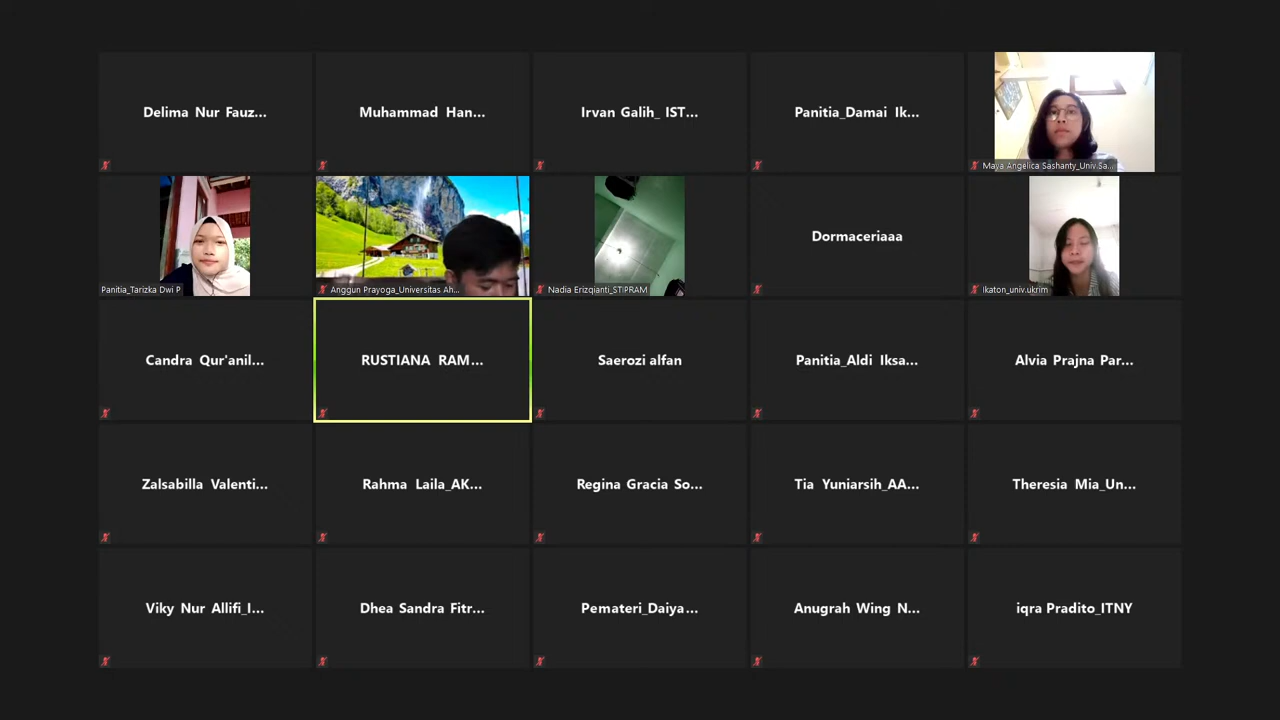 Delima Nur Fauz...
Muhammad Han...
Irvan Galih_ IST...
Panitia_Damai Ik...
Maya Angelica Sashanty_Univ.Sa...
Panitia_Tarizka Dwi P
Anggun Prayoga_Universitas Ah...
Nadia Erizqianti_STIPRAM
Dormaceriaaa
Ikaton_univ.ukrim
Candra Qur'anil...
RUSTIANA RAM...
Saerozi alfan
Panitia_Aldi Iksa...
Alvia Prajna Par...
Zalsabilla Valenti...
Rahma Laila_AK...
Regina Gracia So...
Tia Yuniarsih_AA...
Theresia Mia_Un...
Viky Nur Allifi_I...
Dhea Sandra Fitr...
Pemateri_Daiya...
Anugrah Wing N...
iqra Pradito_ITNY